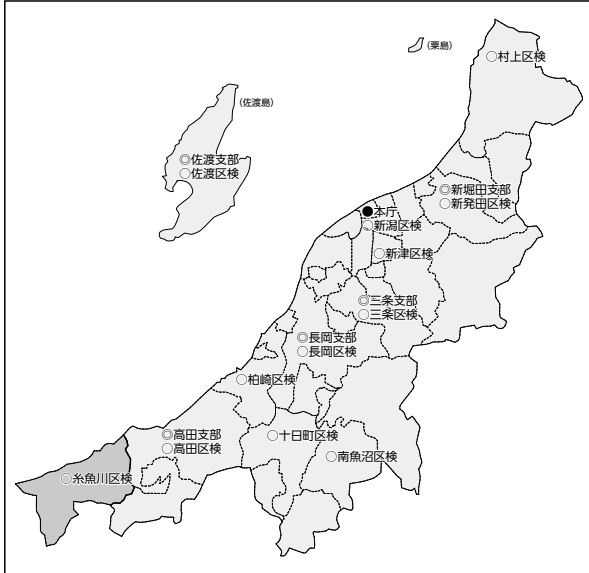 (粟島)
○村上区検
(佐渡島)
◎佐渡支部
○佐渡区検
◎新堀田支部
○新発田区検
●本庁
○新潟区検
○新津区検
◎三条支部
○三条区検
◎長岡支部
○長岡区検
○柏崎区検
◎高田支部
○高田区検
○十日町区検
○南魚沼区検
○糸魚川区検